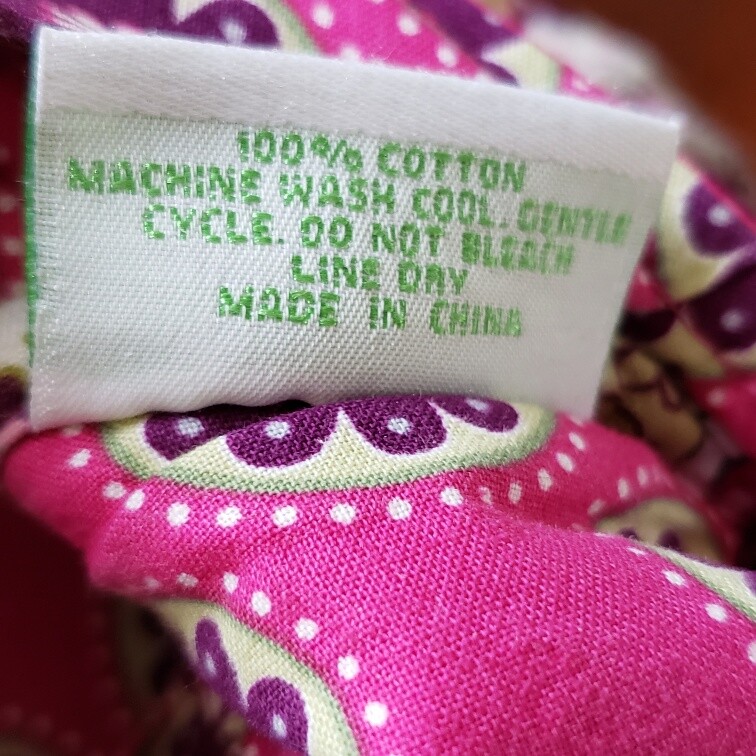 100% COTTON
MACHINE WASH COOL. GENTLE
CYCLE. DO NOT BLEACH
LINE DRY
MADE IN CHINA